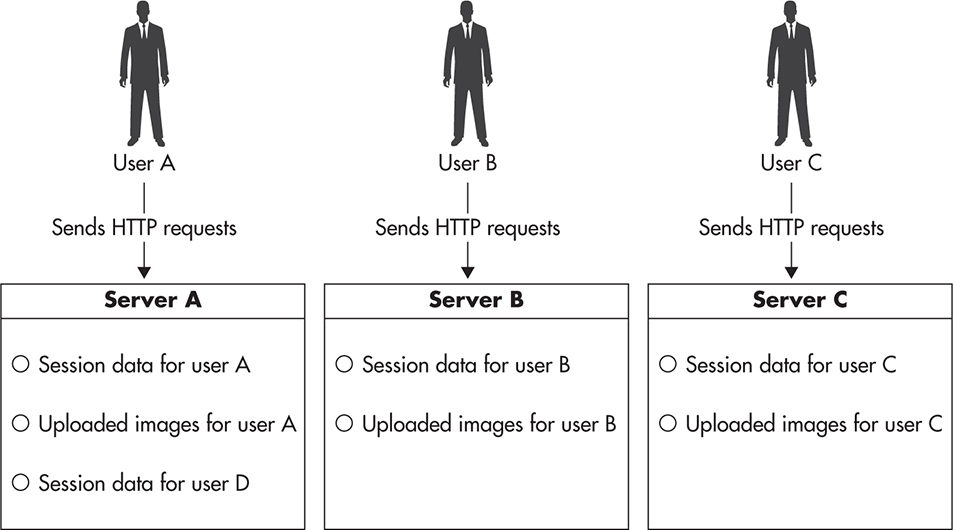 User A
User B
User C
Sends HTTP requests
Sends HTTP requests
Sends HTTP requests
Server A
Session data for user A
Uploaded images for user A
Session data for user D
Server B
Session data for user B
Uploaded images for user B
Server C
Session data for user C
Uploaded images for user C